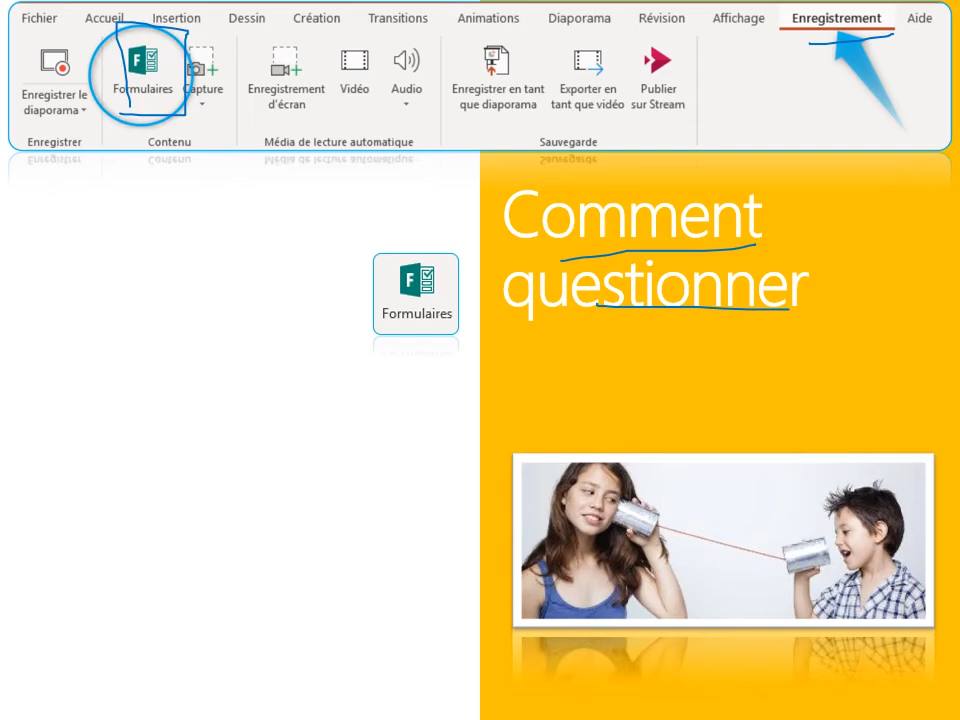 Fichier Accueil Insertion Dessin Création Transitions Animations Diaporama Révision Affichage Enregistrement Aide
Enregistrer le
diaporama
Formulaires
Capture
Enregistrement
d'écran
Vidéo
Audio
Enregistrer en tant
que diaporama
Exporter en
tant que vidéo
Publier
sur Stream
Enregistrer
Contenu
Média de lecture automatique
Sauvegarde
Comment
questionner
F
Formulaires